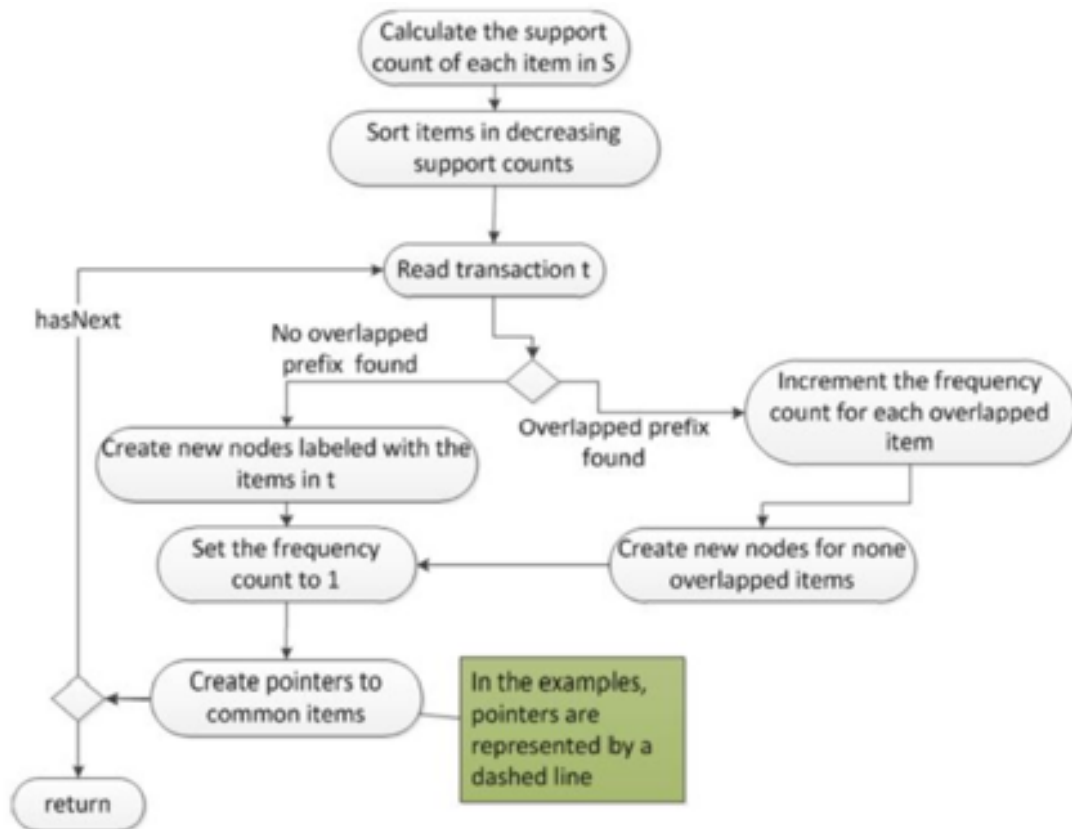 Calculate the support
count of each item in S
Sort items in decreasing
support counts
Read transaction t
hasNext
No overlapped
prefix found
Overlapped prefix
found
Increment the frequency
count for each overlapped
item
Create new nodes labeled with the
items in t
Set the frequency
count to 1
Create new nodes for none
overlapped items
Create pointers to
common items
In the examples,
pointers are
represented by a
dashed line
return